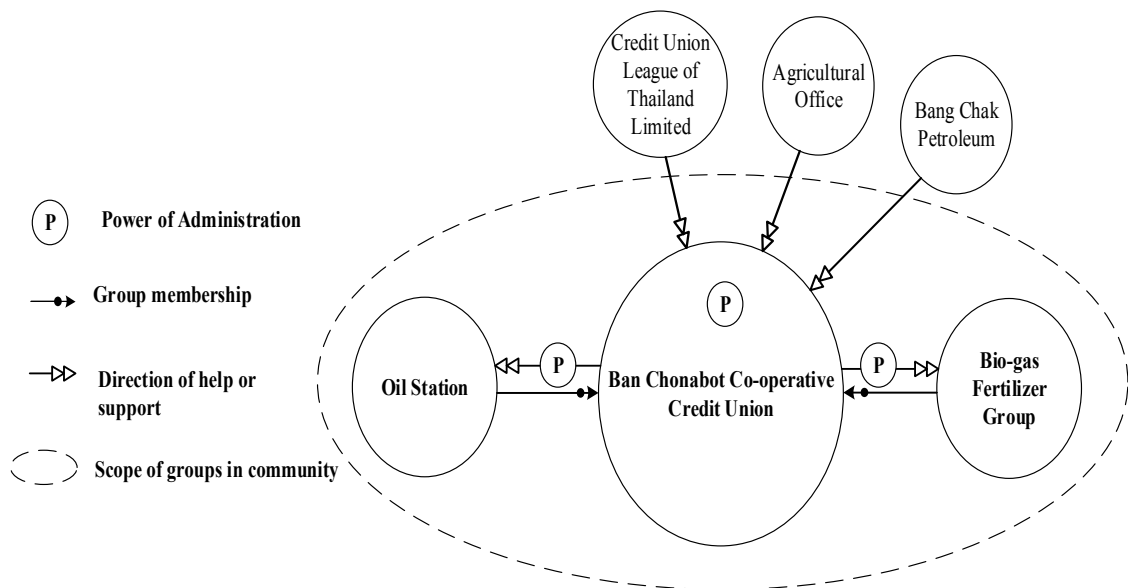 Credit Union
League of
Thailand
Limited
Agricultural
Office
Bang Chak
Petroleum
P
Power of Administration
Group membership
Direction of help or
support
Scope of groups in community
P
Oil Station
P
Ban Chonabot Co-operative
Credit Union
P
Bio-gas
Fertilizer
Group